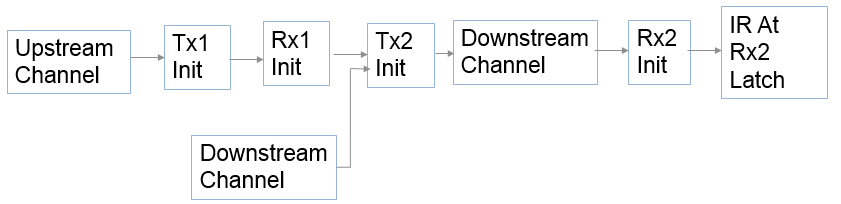 Upstream
Channel
Tx1
Init
Rx1
Init
Tx2
Init
Downstream
Channel
Rx2
Init
IR At
Rx2
Latch
Downstream
Channel